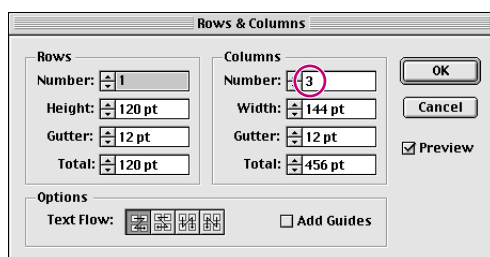 Rows & Columns
Rows
Number: 1
Height: 120 pt
Gutter: 12 pt
Total: 120 pt
Columns
Number: 3
Width: 144 pt
Gutter: 12 pt
Total: 456 pt
OK
Cancel
Preview
Options
Text Flow:
Add Guides